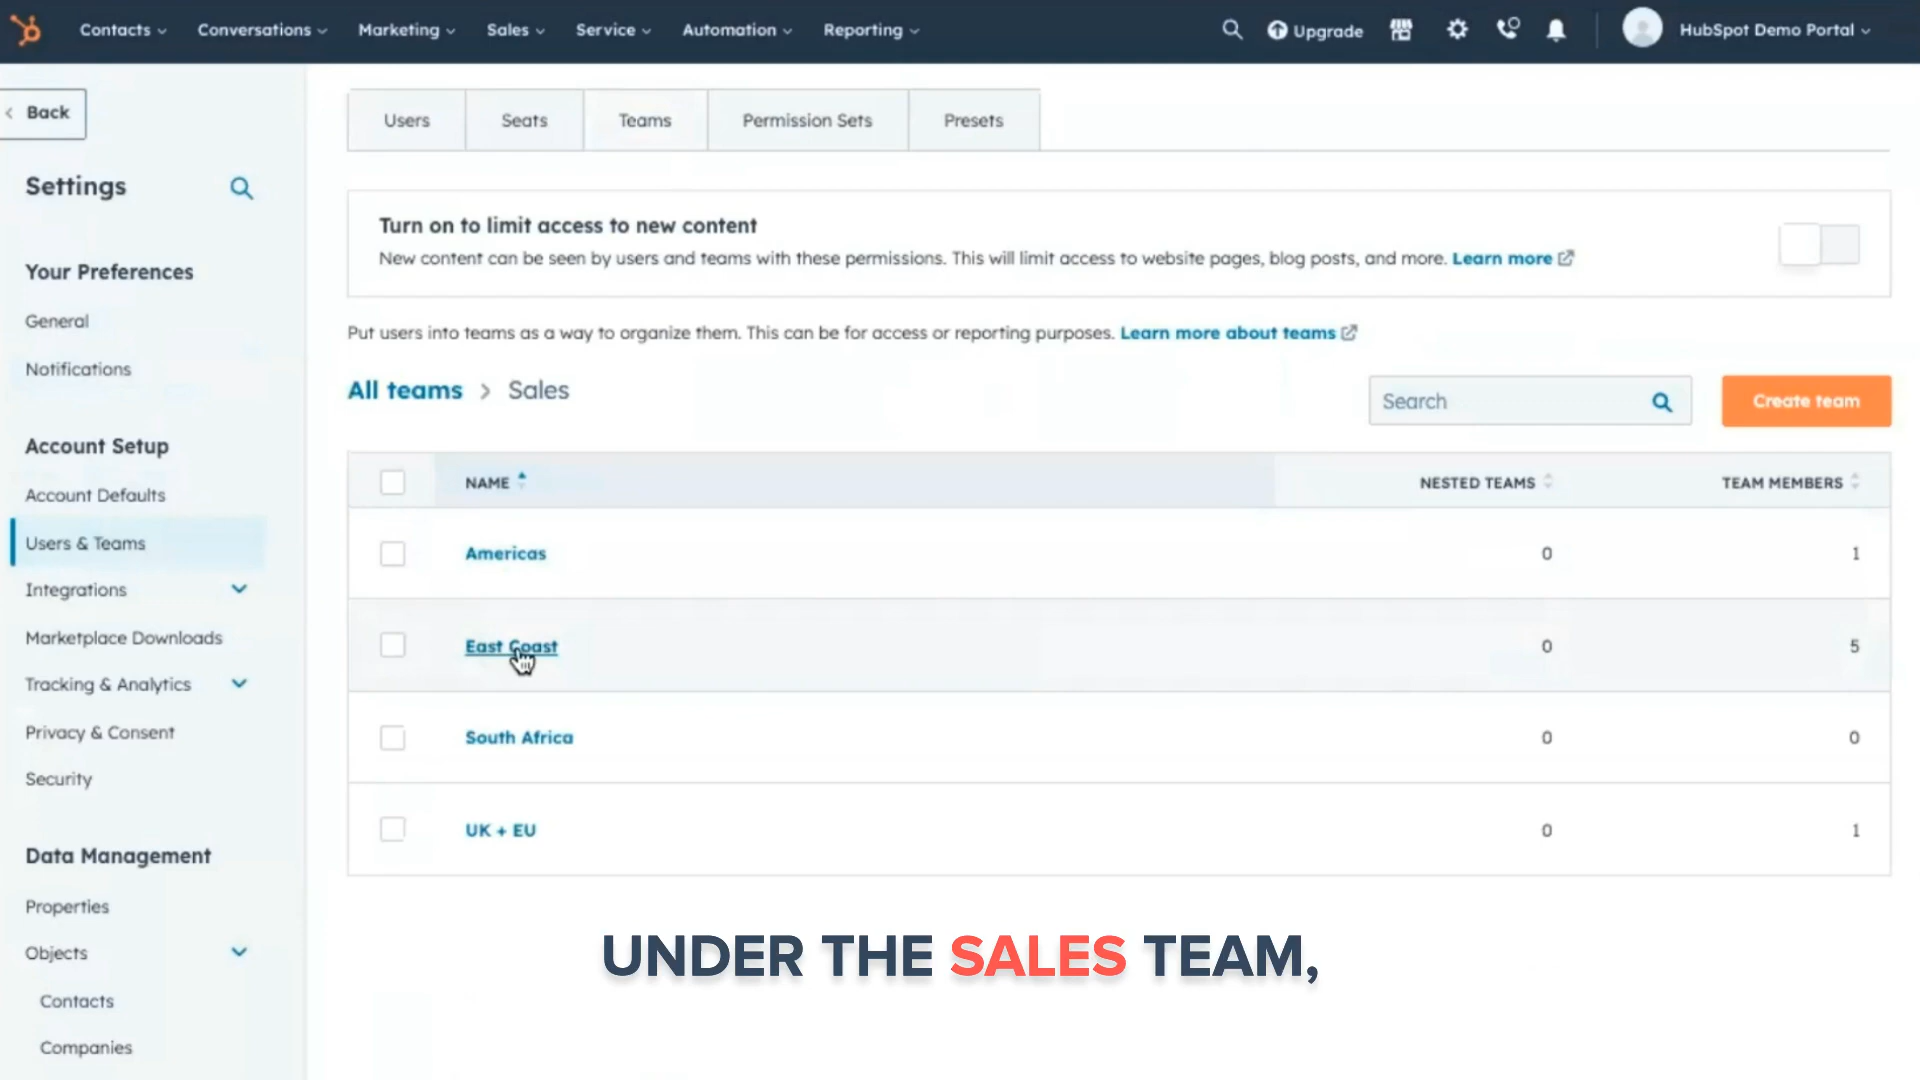 Contacts
Conversations
Marketing
Sales
Service
Automation
Reporting
Upgrade
HubSpot Demo Portal
Back
Settings
Your Preferences
General
Notifications
Account Setup
Account Defaults
Users & Teams
Integrations
Marketplace Downloads
Tracking & Analytics
Privacy & Consent
Security
Data Management
Properties
Objects
Contacts
Companies
Users
Seats
Teams
Permission Sets
Presets
Turn on to limit access to new content
New content can be seen by users and teams with these permissions. This will limit access to website pages, blog posts, and more. Learn more
Put users into teams as a way to organize them. This can be for access or reporting purposes. Learn more about teams
All teams > Sales
Search
Create team
NAME NESTED TEAMS TEAM MEMBERS
Americas 0 1
East Coast 0 5
South Africa 0 0
UK + EU 0 1
UNDER THE SALES TEAM,